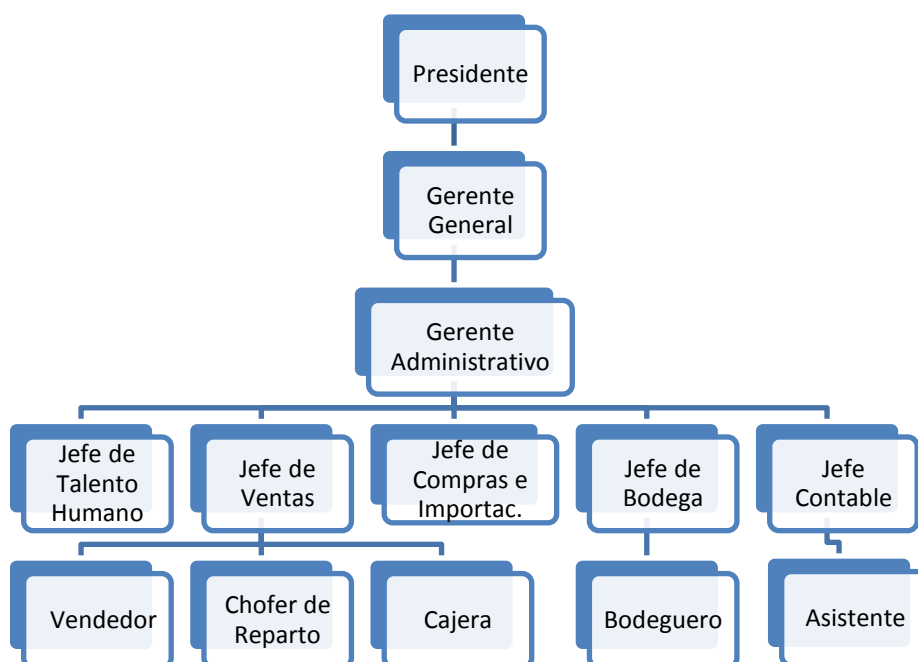 Presidente
Gerente
General
Gerente
Administrativo
Jefe de
Talento
Humano
Jefe de
Ventas
Jefe de
Compras e
Importac.
Jefe de
Bodega
Jefe
Contable
Vendedor
Chofer de
Reparto
Cajera
Bodeguero
Asistente